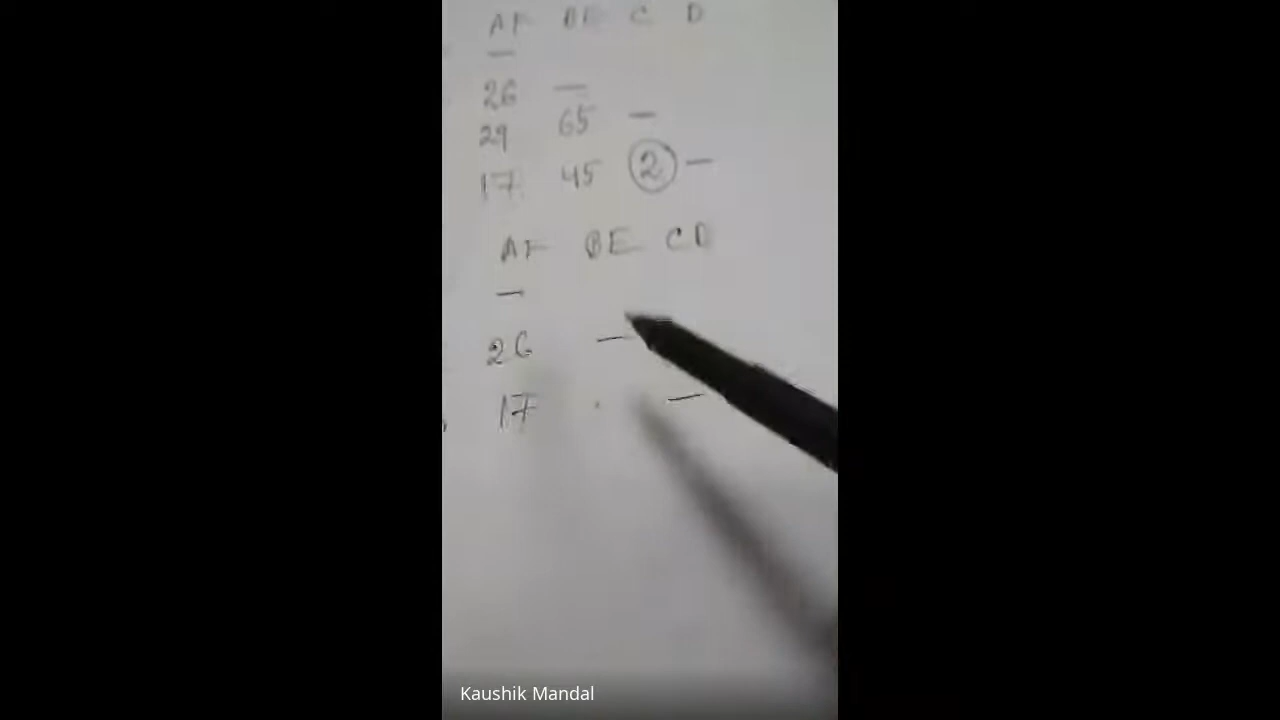 AF BE C D
—
26 —
29 65 —
17 45 2 —
AF BE CD
—
26 —
17 . —
Kaushik Mandal